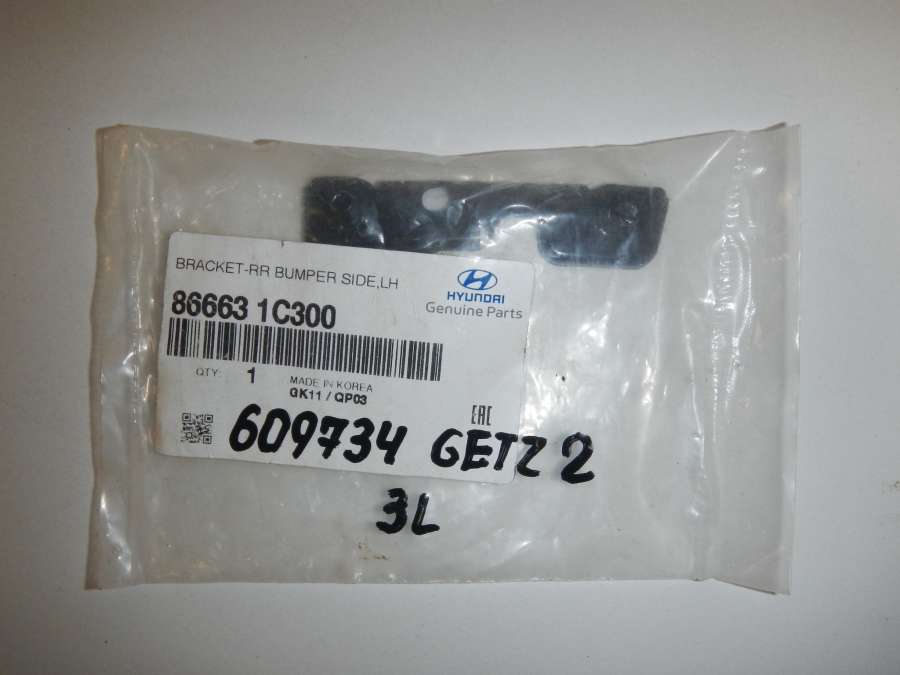 BRACKET-RR BUMPER SIDE,LH
HYUNDAI
Genuine Parts
86663 1C300
QTY: 1
MADE IN KOREA
GK11 / QP03
EAC
609734 GETZ 2
3L